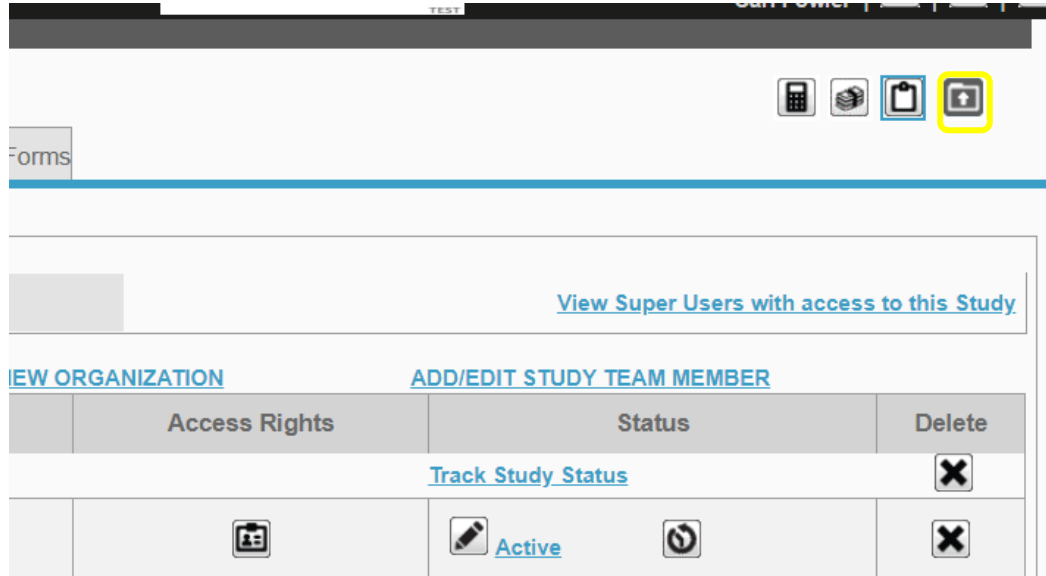 TEST
Forms
View Super Users with access to this Study
ORGANIZATION ADD/EDIT STUDY TEAM MEMBER
Access Rights Status Delete
Track Study Status
Active